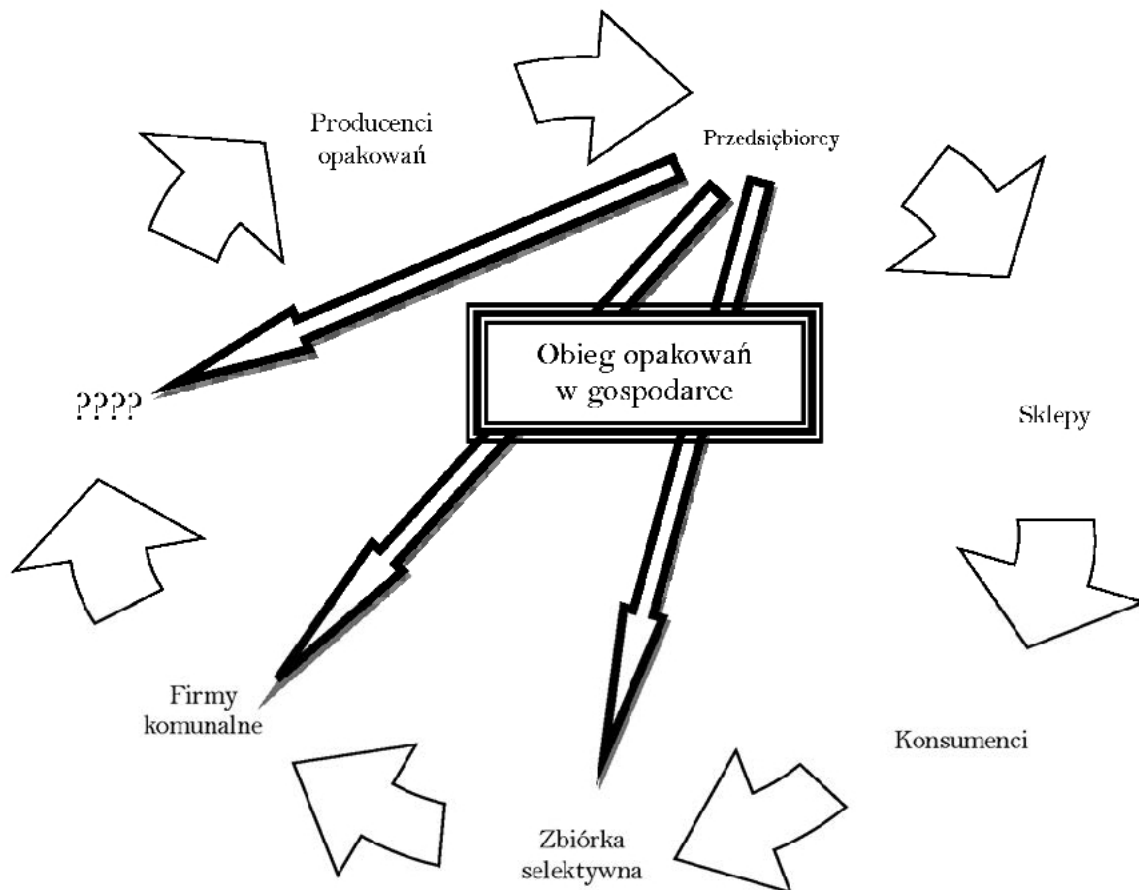 Producenci
opakowań
Przedsiębiorcy
Obieg opakowań
w gospodarce
????
Sklepy
Firmy
komunalne
Konsumenci
Zbiórka
selektywna